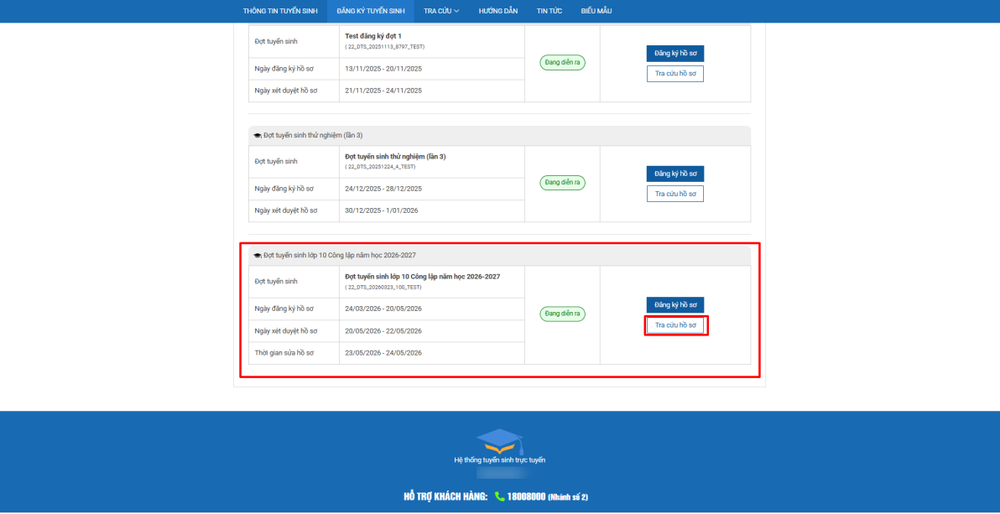 THÔNG TIN TUYỂN SINH ĐĂNG KÝ TUYỂN SINH TRA CỨU HƯỚNG DẪN TIN TỨC BIỂU MẪU
Đợt tuyển sinh
Test đăng ký đợt 1
( 22_DTS_20251113_8797_TEST)
Ngày đăng ký hồ sơ
13/11/2025 - 20/11/2025
Ngày xét duyệt hồ sơ
21/11/2025 - 24/11/2025
Đang diễn ra
Đăng ký hồ sơ
Tra cứu hồ sơ
Đợt tuyển sinh thử nghiệm (lần 3)
Đợt tuyển sinh
Đợt tuyển sinh thử nghiệm (lần 3)
( 22_DTS_20251224_4_TEST)
Ngày đăng ký hồ sơ
24/12/2025 - 28/12/2025
Ngày xét duyệt hồ sơ
30/12/2025 - 1/01/2026
Đang diễn ra
Đăng ký hồ sơ
Tra cứu hồ sơ
Đợt tuyển sinh lớp 10 Công lập năm học 2026-2027
Đợt tuyển sinh
Đợt tuyển sinh lớp 10 Công lập năm học 2026-2027
( 22_DTS_20260323_100_TEST)
Ngày đăng ký hồ sơ
24/03/2026 - 20/05/2026
Ngày xét duyệt hồ sơ
20/05/2026 - 22/05/2026
Thời gian sửa hồ sơ
23/05/2026 - 24/05/2026
Đang diễn ra
Đăng ký hồ sơ
Tra cứu hồ sơ
Hệ thống tuyển sinh trực tuyến
HỖ TRỢ KHÁCH HÀNG: 18008000 (Nhánh số 2)